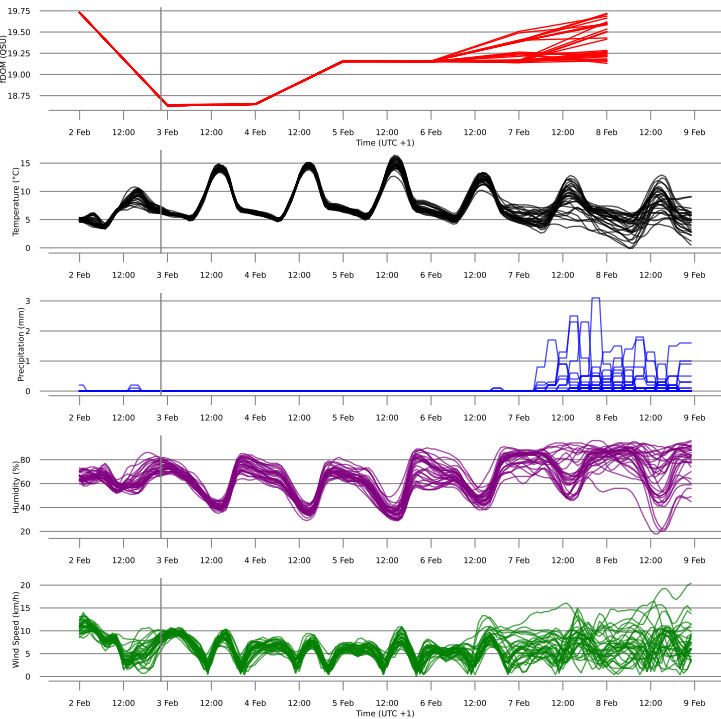 19.75
19.50
19.25
19.00
18.75
fDOM (QSU)
2 Feb 12:00 3 Feb 12:00 4 Feb 12:00 5 Feb 12:00 6 Feb 12:00 7 Feb 12:00 8 Feb 12:00 9 Feb
Time (UTC +1)
15
10
5
0
Temperature (°C)
2 Feb 12:00 3 Feb 12:00 4 Feb 12:00 5 Feb 12:00 6 Feb 12:00 7 Feb 12:00 8 Feb 12:00 9 Feb
3
2
1
0
Precipitation (mm)
2 Feb 12:00 3 Feb 12:00 4 Feb 12:00 5 Feb 12:00 6 Feb 12:00 7 Feb 12:00 8 Feb 12:00 9 Feb
80
60
40
20
Humidity (%)
2 Feb 12:00 3 Feb 12:00 4 Feb 12:00 5 Feb 12:00 6 Feb 12:00 7 Feb 12:00 8 Feb 12:00 9 Feb
20
15
10
5
0
Wind Speed (km/h)
2 Feb 12:00 3 Feb 12:00 4 Feb 12:00 5 Feb 12:00 6 Feb 12:00 7 Feb 12:00 8 Feb 12:00 9 Feb
Time (UTC +1)